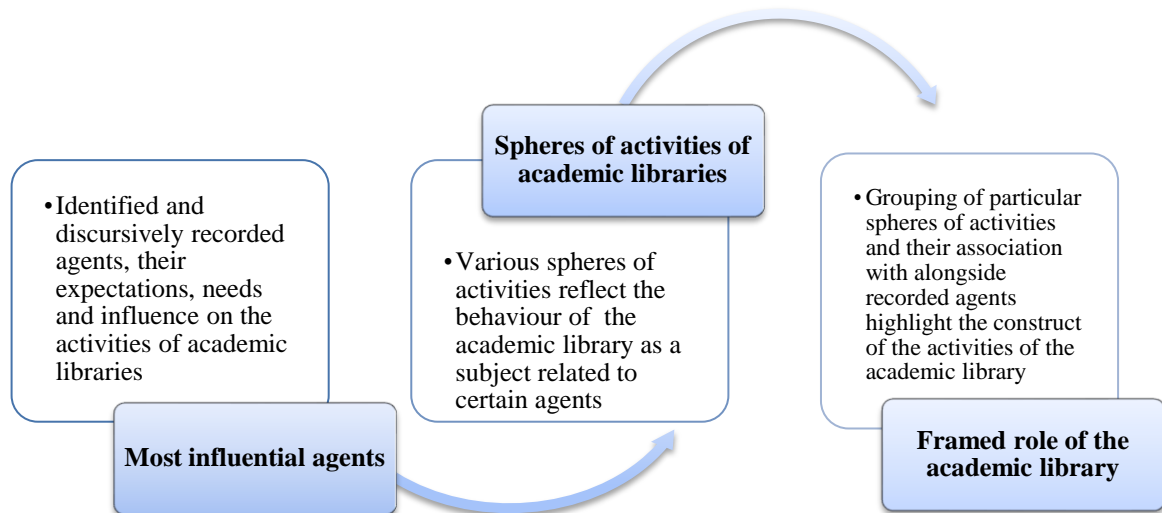 •Identified and
discursively recorded
agents, their
expectations, needs
and influence on the
activities of academic
libraries
Most influential agents
Spheres of activities of
academic libraries
•Various spheres of
activities reflect the
behaviour of the
academic library as a
subject related to
certain agents
•Grouping of particular
spheres of activities
and their association
with alongside
recorded agents
highlight the construct
of the activities of the
academic library
Framed role of the
academic library